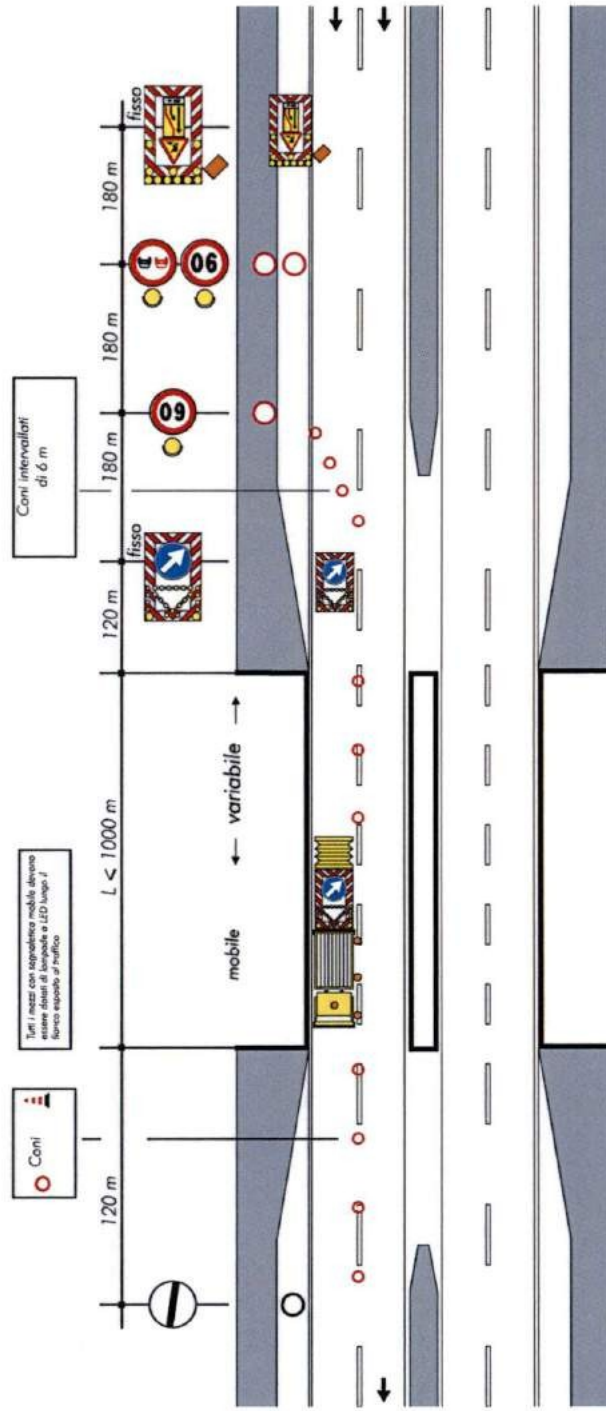 Coni
Tutti i mezzi con segnaletica mobile devono
essere dotati di lampade a LED lungo il
fianco esposto al traffico
Coni intervallati
di 6 m
120 m
L < 1000 m
120 m
180 m
180 m
180 m
fisso
fisso
60
90
mobile
variabile